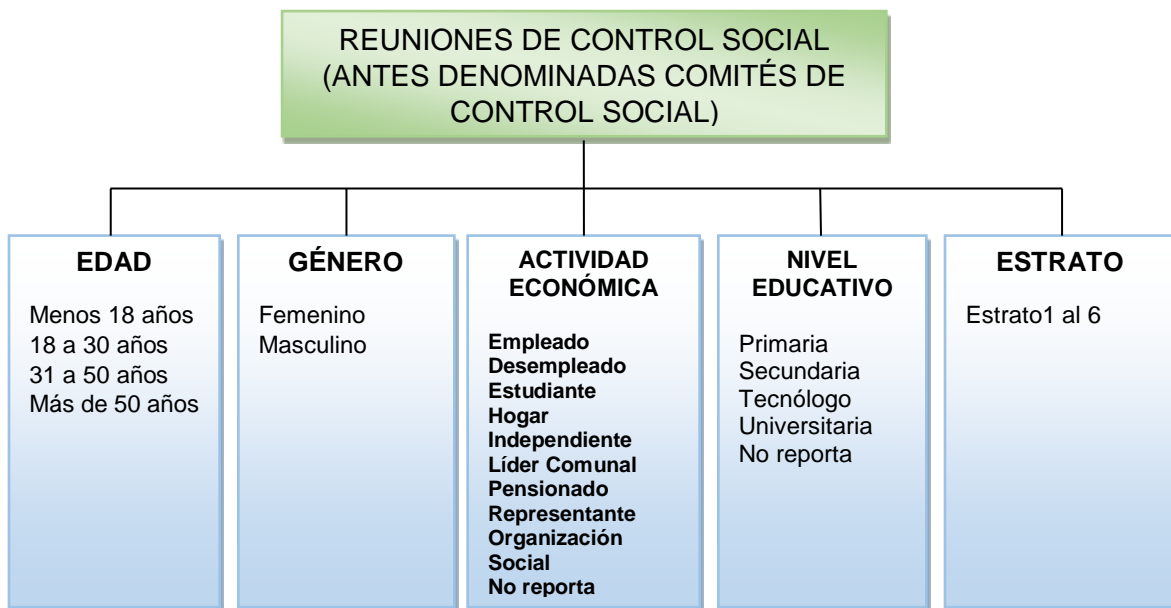 REUNIONES DE CONTROL SOCIAL
(ANTES DENOMINADAS COMITÉS DE
CONTROL SOCIAL)
EDAD
Menos 18 años
18 a 30 años
31 a 50 años
Más de 50 años
GÉNERO
Femenino
Masculino
ACTIVIDAD
ECONÓMICA
Empleado
Desempleado
Estudiante
Hogar
Independiente
Líder Comunal
Pensionado
Representante
Organización
Social
No reporta
NIVEL
EDUCATIVO
Primaria
Secundaria
Tecnólogo
Universitaria
No reporta
ESTRATO
Estrato1 al 6